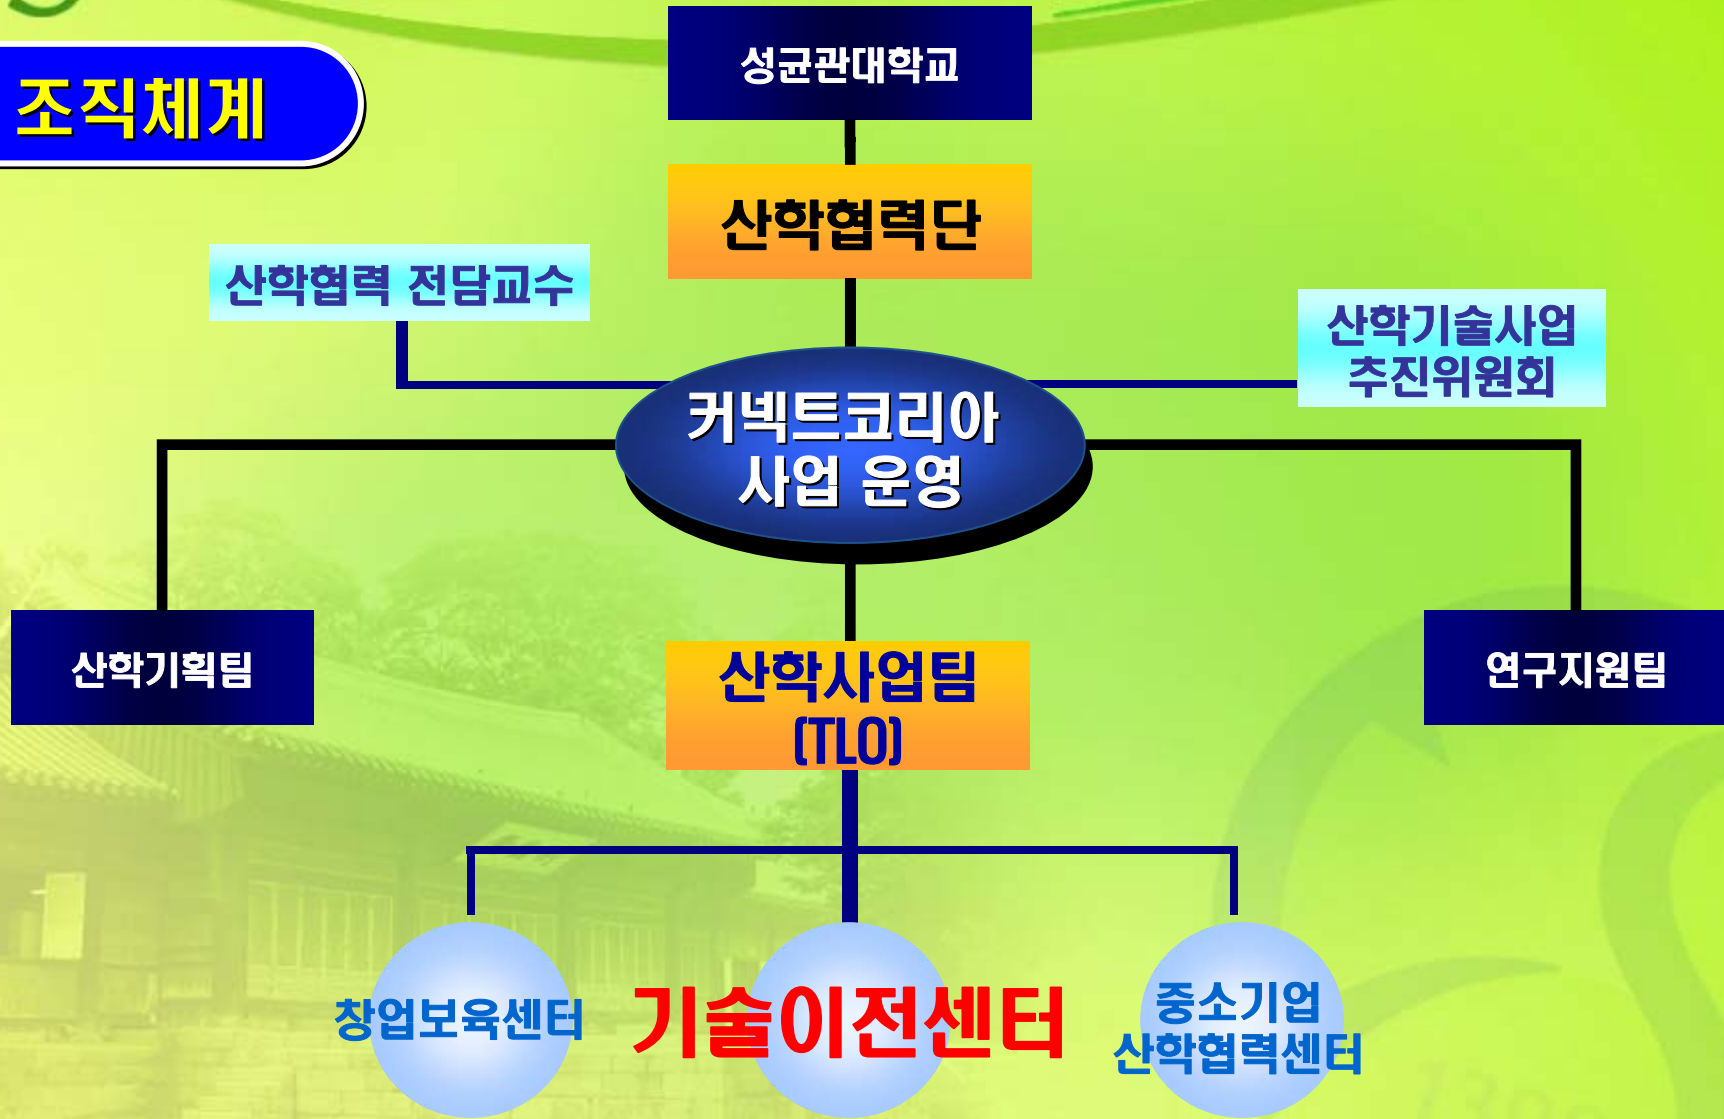 성균관대학교
조직체계
산학협력단
산학협력 전담교수
산학기술사업
추진위원회
커넥트코리아
사업 운영
산학기획팀
산학사업팀
(TLO)
연구지원팀
창업보육센터
기술이전센터
중소기업
산학협력센터